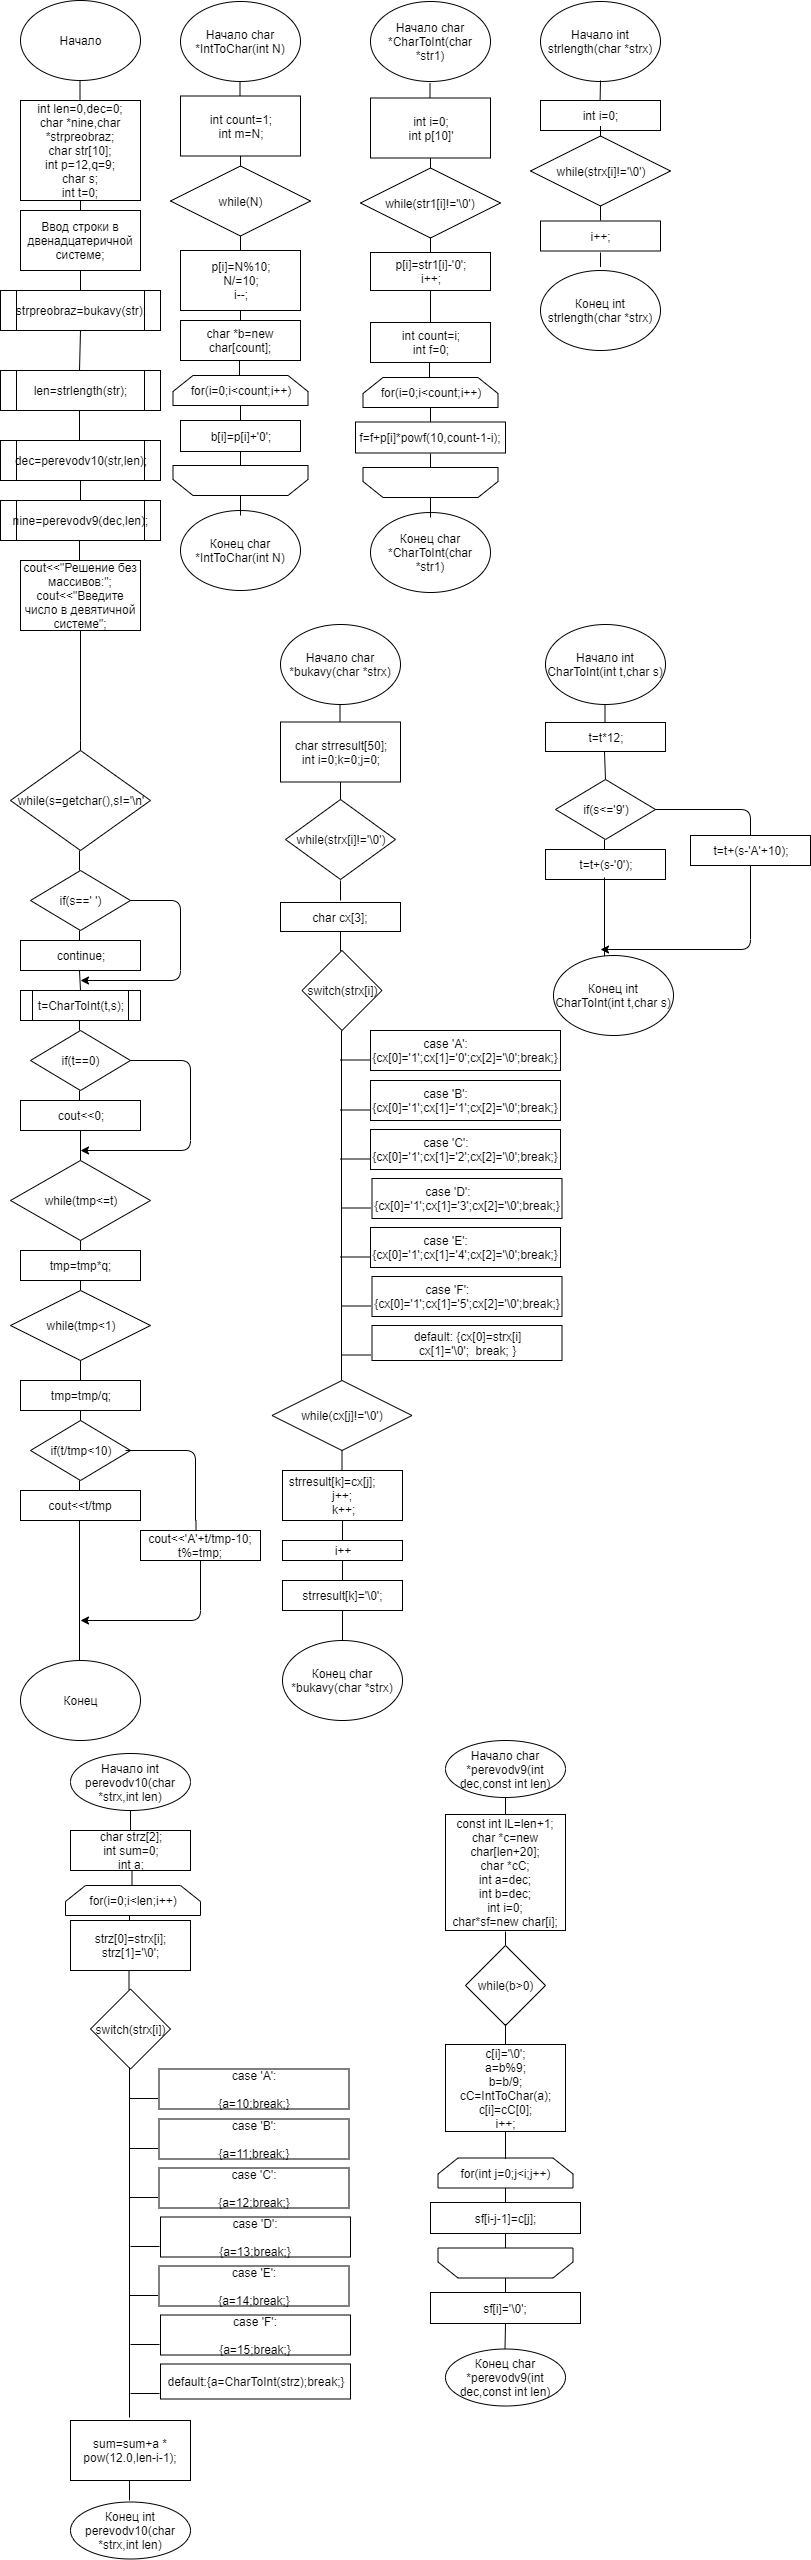 Начало
int len=0,dec=0;
char *nine,char
*strpreobraz;
char str[10];
int p=12,q=9;
char s;
int t=0;
Ввод строки в
двенадцатеричной
системе;
strpreobraz=bukavy(str)
len=strlength(str);
dec=perevodv10(str,len);
nine=perevodv9(dec,len);
cout<<"Решение без
массивов:";
cout<<"Введите
число в девятичной
системе";
while(s=getchar(),s!='\n'
if(s==' ')
continue;
t=CharToInt(t,s);
if(t==0)
cout<<0;
while(tmp<=t)
tmp=tmp*q;
while(tmp<1)
tmp=tmp/q;
if(t/tmp<10)
cout<<t/tmp
cout<<'A'+t/tmp-10;
t%=tmp;
Конец
Начало char
*IntToChar(int N)
int count=1;
int m=N;
while(N)
p[i]=N%10;
N/=10;
i--;
char *b=new
char[count];
for(i=0;i<count;i++)
b[i]=p[i]+'0';
Конец char
*IntToChar(int N)
Начало char
*CharToInt(char
*str1)
int i=0;
int p[10]'
while(str1[i]!='\0')
p[i]=str1[i]-'0';
i++;
int count=i;
int f=0;
for(i=0;i<count;i++)
f=f+p[i]*powf(10,count-1-i);
Конец char
*CharToInt(char
*str1)
Начало int
strlength(char *strx)
int i=0;
while(strx[i]!='\0')
i++;
Конец int
strlength(char *strx)
Начало char
*bukavy(char *strx)
char strresult[50];
int i=0;k=0;j=0;
while(strx[i]!='\0')
char cx[3];
switch(strx[i])
case 'A':
{cx[0]='1';cx[1]='0';cx[2]='\0';break;}
case 'B':
{cx[0]='1';cx[1]='1';cx[2]='\0';break;}
case 'C':
{cx[0]='1';cx[1]='2';cx[2]='\0';break;}
case 'D':
{cx[0]='1';cx[1]='3';cx[2]='\0';break;}
case 'E':
{cx[0]='1';cx[1]='4';cx[2]='\0';break;}
case 'F':
{cx[0]='1';cx[1]='5';cx[2]='\0';break;}
default: {cx[0]=strx[i]
cx[1]='\0'; break; }
while(cx[j]!='\0')
strresult[k]=cx[j];
j++;
k++;
i++
strresult[k]='\0';
Конец char
*bukavy(char *strx)
Начало int
CharToInt(int t,char s)
t=t*12;
if(s<='9')
t=t+(s-'0');
t=t+(s-'A'+10);
Конец int
CharToInt(int t,char s)
Начало int
perevodv10(char
*strx,int len)
char strz[2];
int sum=0;
int a;
for(i=0;i<len;i++)
strz[0]=strx[i];
strz[1]='\0';
switch(strx[i])
case 'A':
{a=10;break;}
case 'B':
{a=11;break;}
case 'C':
{a=12;break;}
case 'D':
{a=13;break;}
case 'E':
{a=14;break;}
case 'F':
{a=15;break;}
default:{a=CharToInt(strz);break;}
sum=sum+a *
pow(12.0,len-i-1);
Конец int
perevodv10(char
*strx,int len)
Начало char
*perevodv9(int
dec,const int len)
const int lL=len+1;
char *c=new
char[len+20];
char *cC;
int a=dec;
int b=dec;
int i=0;
char*sf=new char[i];
while(b>0)
c[i]='\0';
a=b%9;
b=b/9;
cC=IntToChar(a);
c[i]=cC[0];
i++;
for(int j=0;j<i;j++)
sf[i-j-1]=c[j];
sf[i]='\0';
Конец char
*perevodv9(int
dec,const int len)